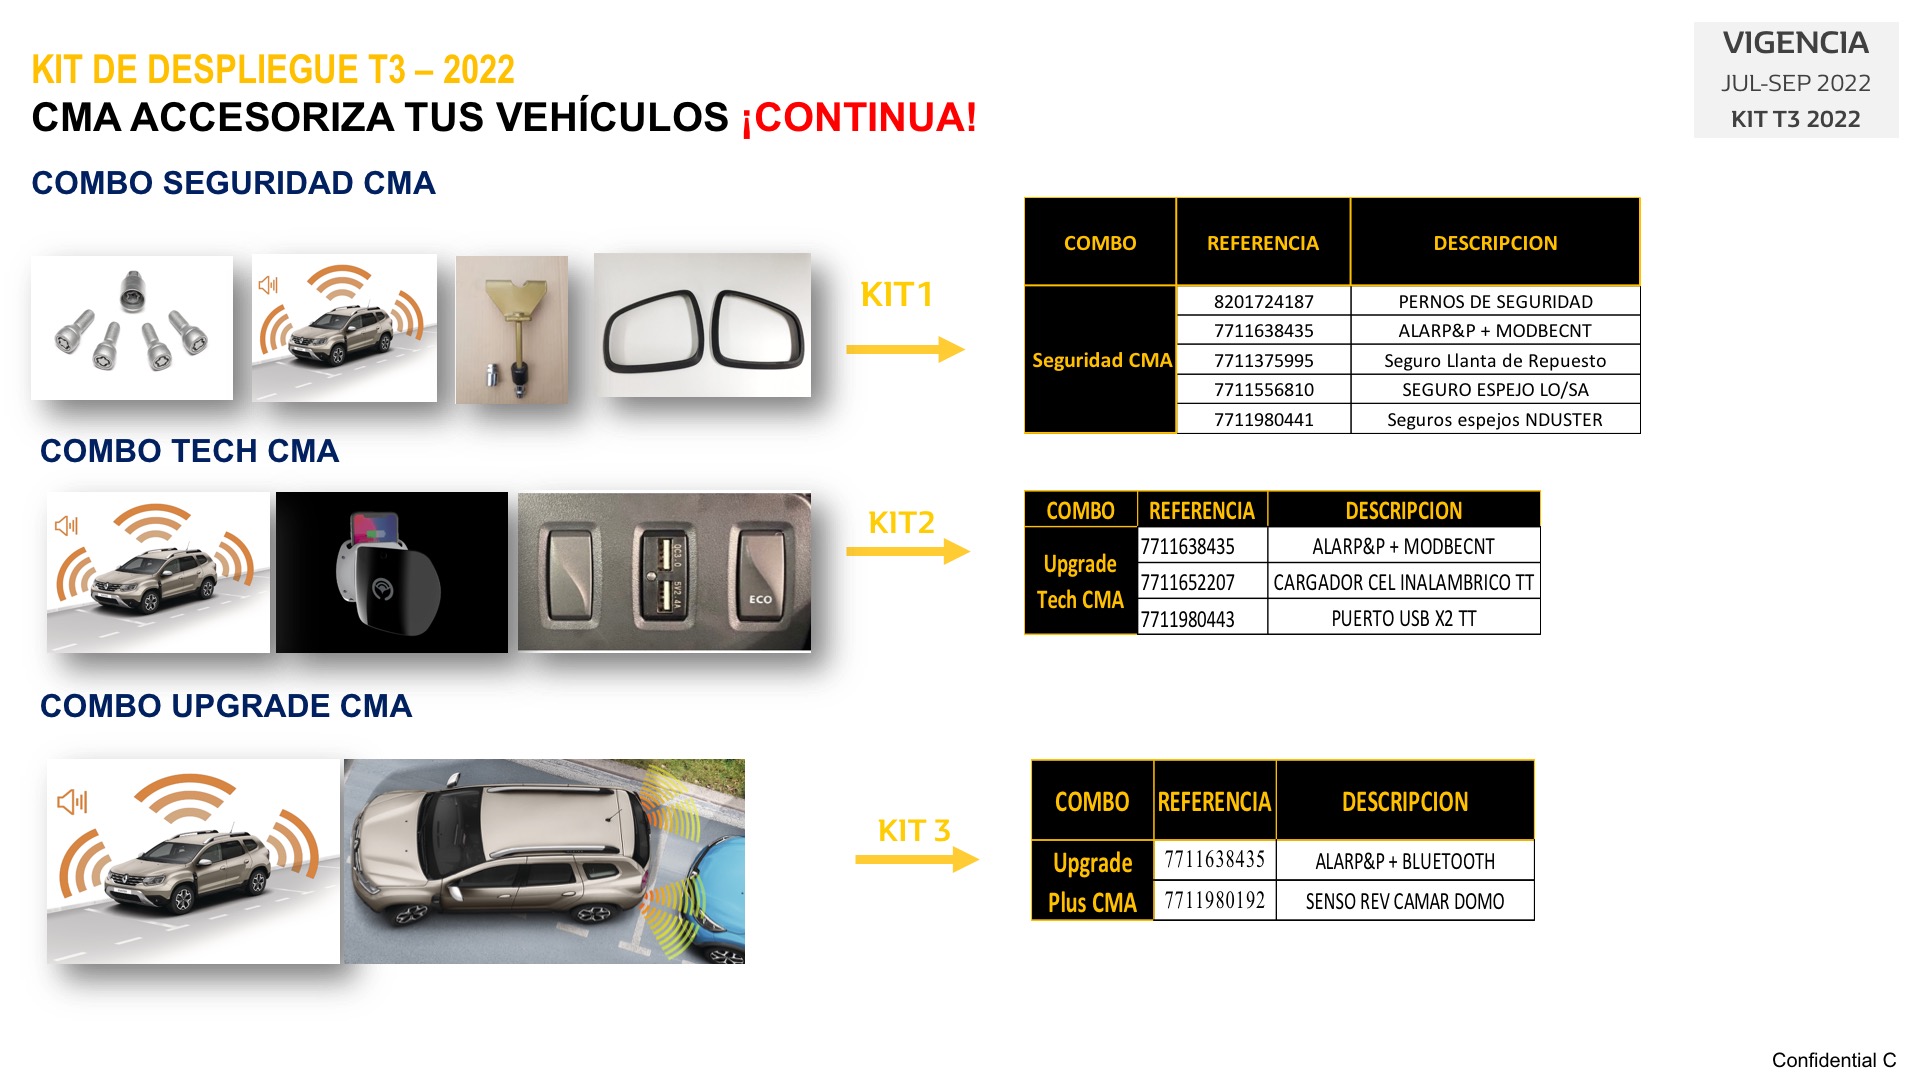 KIT DE DESPLIEGUE T3 – 2022
CMA ACCESORIZA TUS VEHÍCULOS ¡CONTINUA!
VIGENCIA
JUL-SEP 2022
KIT T3 2022
COMBO SEGURIDAD CMA
KIT1
COMBO REFERENCIA DESCRIPCION
Seguridad CMA
8201724187 PERNOS DE SEGURIDAD
7711638435 ALARP&P + MODBECNT
7711375995 Seguro Llanta de Repuesto
7711556810 SEGURO ESPEJO LO/SA
7711980441 Seguros espejos NDUSTER
COMBO TECH CMA
QC3.0 5V2.4A
ECO
KIT2
COMBO REFERENCIA DESCRIPCION
Upgrade
Tech CMA
7711638435 ALARP&P + MODBECNT
7711652207 CARGADOR CEL INALAMBRICO TT
7711980443 PUERTO USB X2 TT
COMBO UPGRADE CMA
KIT 3
COMBO REFERENCIA DESCRIPCION
Upgrade
Plus CMA
7711638435 ALARP&P + BLUETOOTH
7711980192 SENSO REV CAMAR DOMO
Confidential C